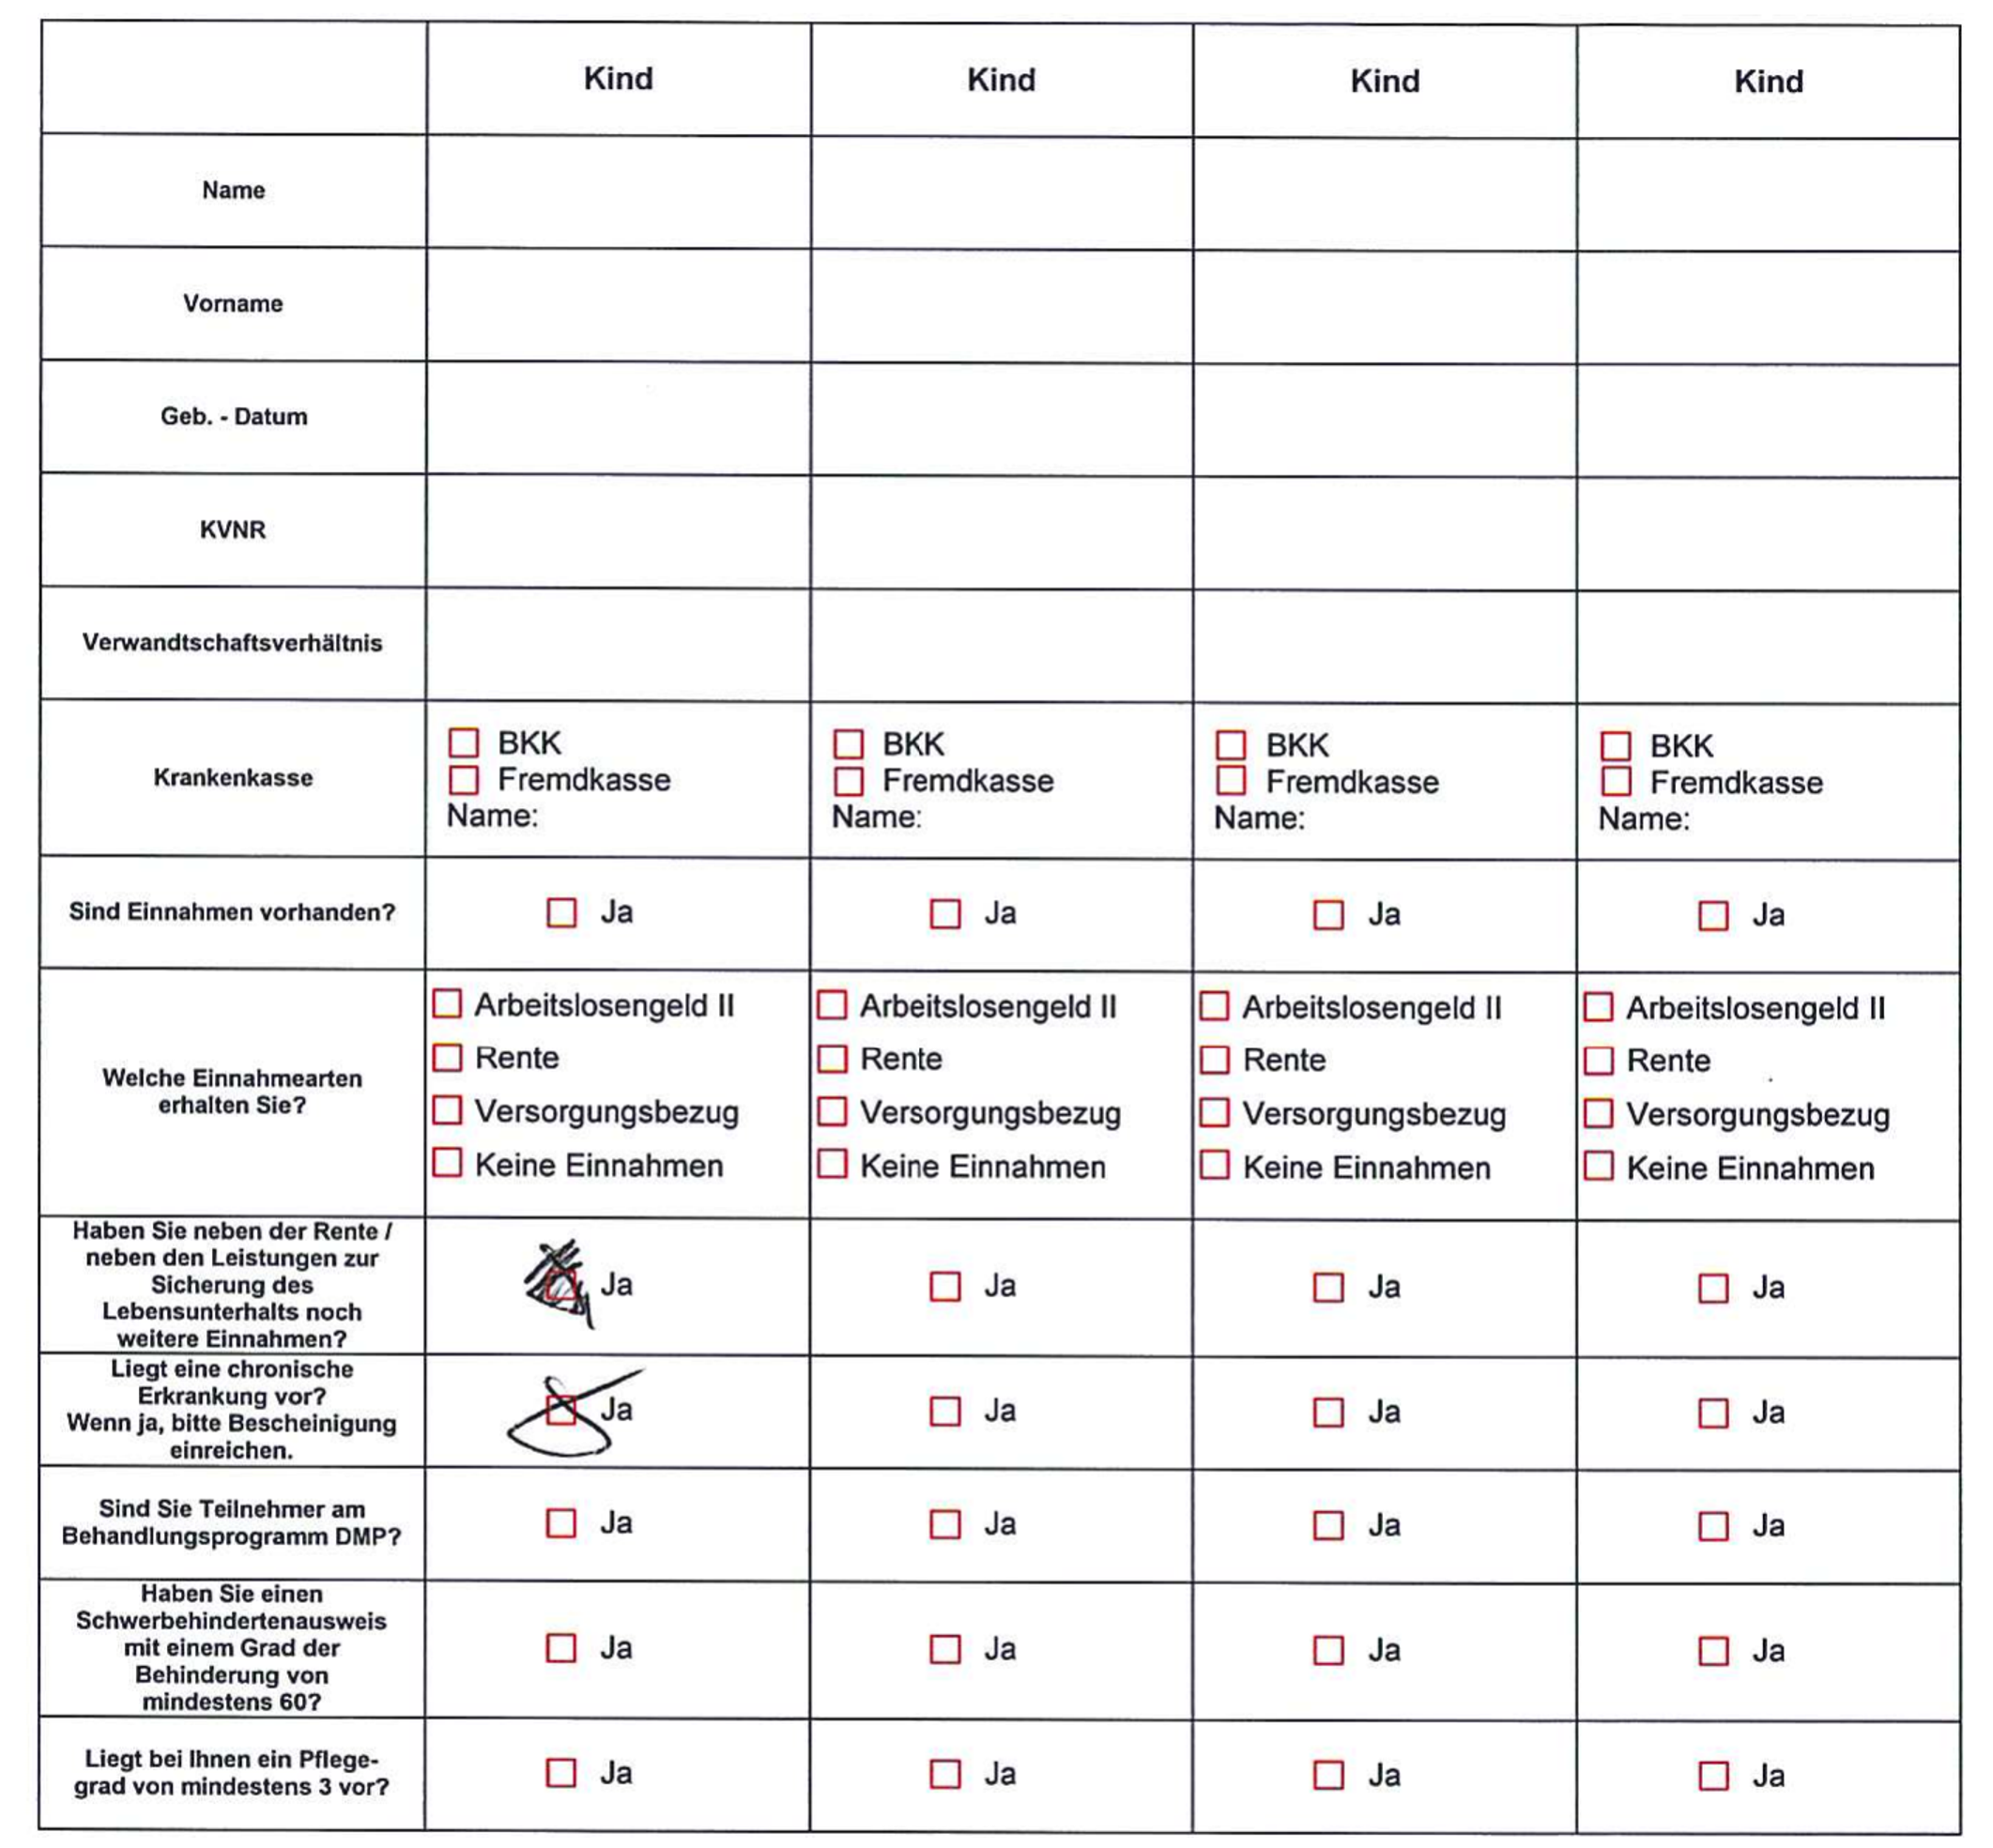 Kind Kind Kind Kind
Name
Vorname
Geb. - Datum
KVNR
Verwandtschaftsverhältnis
Krankenkasse
BKK
Fremdkasse
Name:
BKK
Fremdkasse
Name:
BKK
Fremdkasse
Name:
BKK
Fremdkasse
Name:
Sind Einnahmen vorhanden?
Ja Ja Ja Ja
Welche Einnahmearten
erhalten Sie?
Arbeitslosengeld II
Rente
Versorgungsbezug
Keine Einnahmen
Arbeitslosengeld II
Rente
Versorgungsbezug
Keine Einnahmen
Arbeitslosengeld II
Rente
Versorgungsbezug
Keine Einnahmen
Arbeitslosengeld II
Rente
Versorgungsbezug
Keine Einnahmen
Haben Sie neben der Rente /
neben den Leistungen zur
Sicherung des
Lebensunterhalts noch
weitere Einnahmen?
Ja Ja Ja Ja
Liegt eine chronische
Erkrankung vor?
Wenn ja, bitte Bescheinigung
einreichen.
Ja Ja Ja Ja
Sind Sie Teilnehmer am
Behandlungsprogramm DMP?
Ja Ja Ja Ja
Haben Sie einen
Schwerbehindertenausweis
mit einem Grad der
Behinderung von
mindestens 60?
Ja Ja Ja Ja
Liegt bei Ihnen ein Pflege-
grad von mindestens 3 vor?
Ja Ja Ja Ja